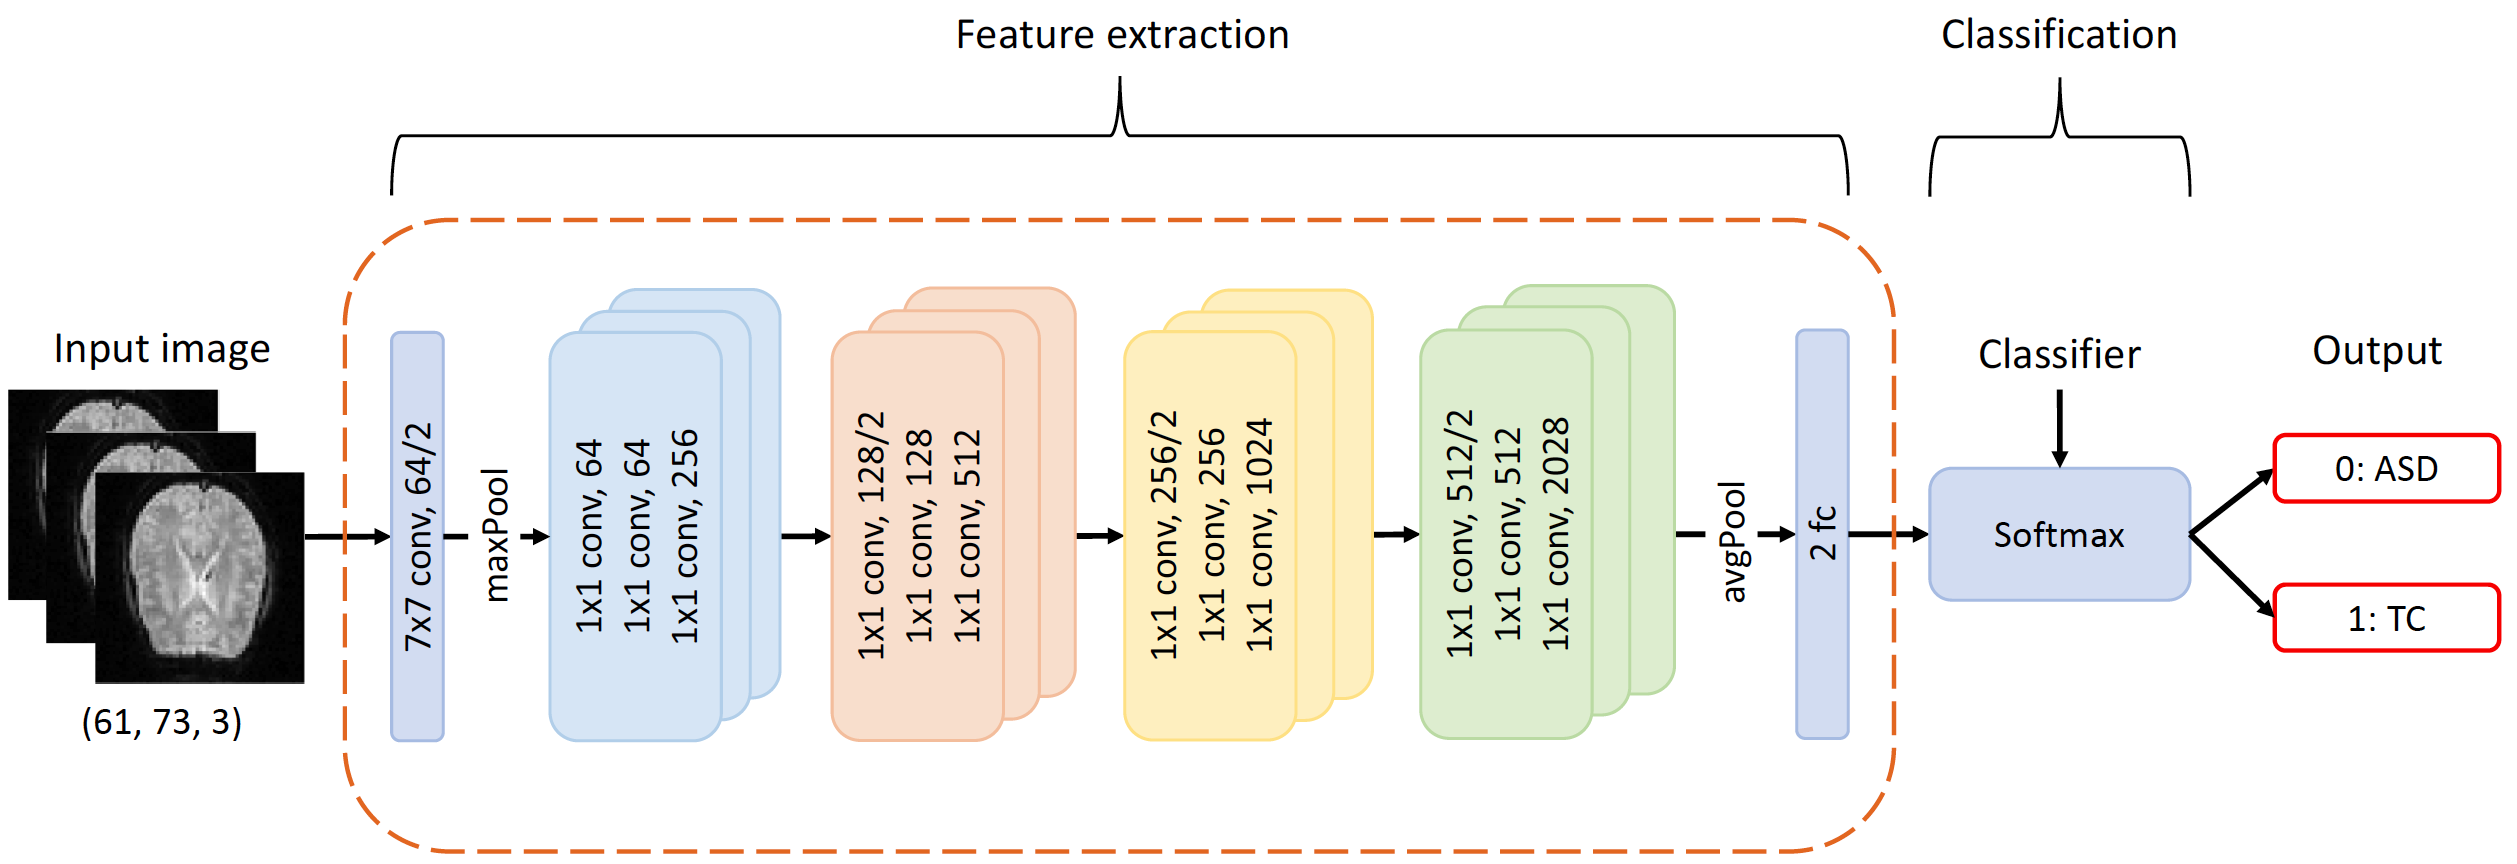 Feature extraction
Classification
Input image
(61, 73, 3)
7x7 conv, 64/2
maxPool
1x1 conv, 64
1x1 conv, 64
1x1 conv, 256
1x1 conv, 128/2
1x1 conv, 128
1x1 conv, 512
1x1 conv, 256/2
1x1 conv, 256
1x1 conv, 1024
1x1 conv, 512/2
1x1 conv, 512
1x1 conv, 2028
avgPool
2 fc
Classifier
Softmax
Output
0: ASD
1: TC